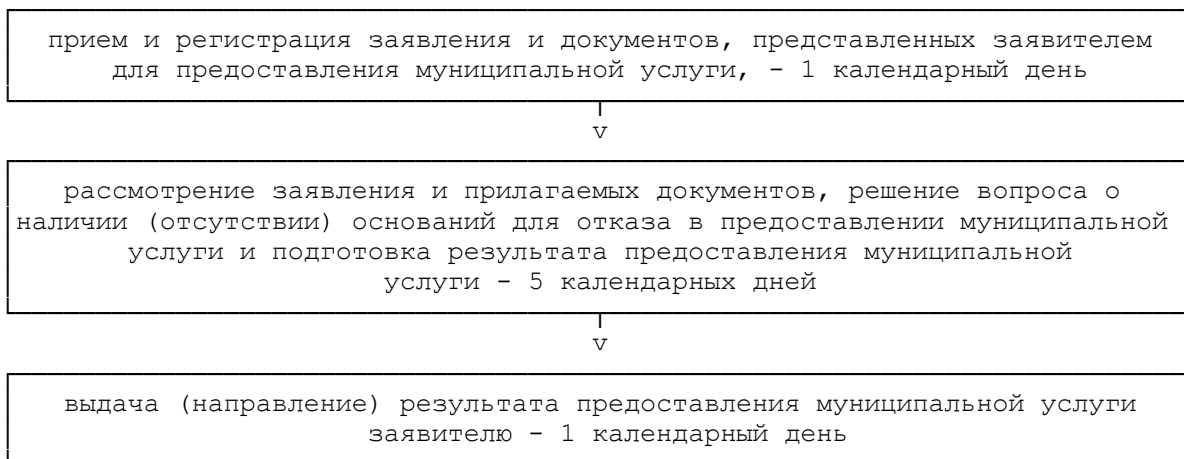 прием и регистрация заявления и документов, представленных заявителем
для предоставления муниципальной услуги, - 1 календарный день
v
рассмотрение заявления и прилагаемых документов, решение вопроса о
наличии (отсутствии) оснований для отказа в предоставлении муниципальной
услуги и подготовка результата предоставления муниципальной
услуги - 5 календарных дней
v
выдача (направление) результата предоставления муниципальной услуги
заявителю - 1 календарный день